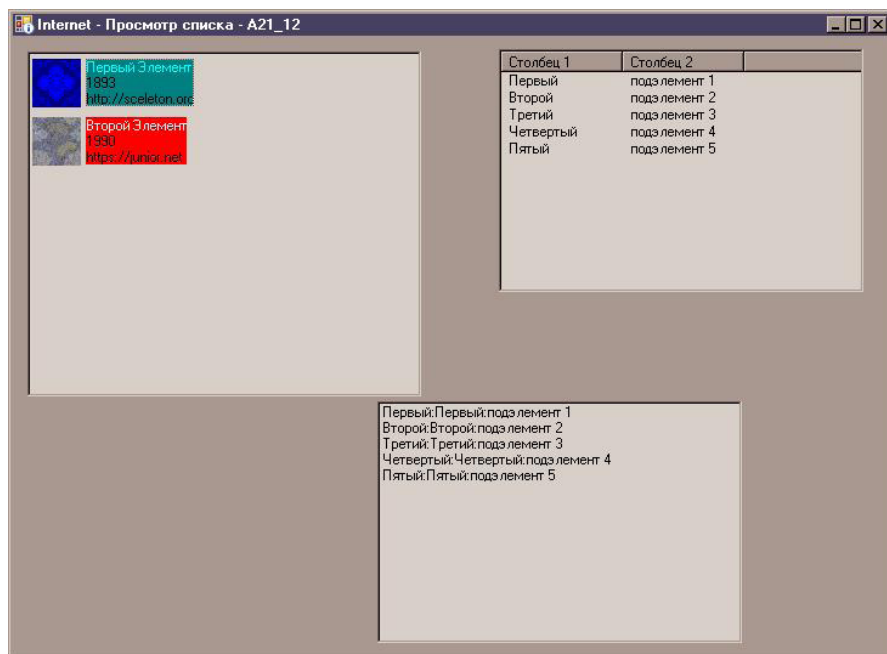 Internet - Просмотр списка - A21_12
Первый Элемент
1893
http://sceleton.org
Второй Элемент
1990
https://junior.net
Столбец 1 Столбец 2
Первый подэлемент 1
Второй подэлемент 2
Третий подэлемент 3
Четвертый подэлемент 4
Пятый подэлемент 5
Первый:Первый:подэлемент 1
Второй:Второй:подэлемент 2
Третий:Третий:подэлемент 3
Четвертый:Четвертый:подэлемент 4
Пятый:Пятый:подэлемент 5